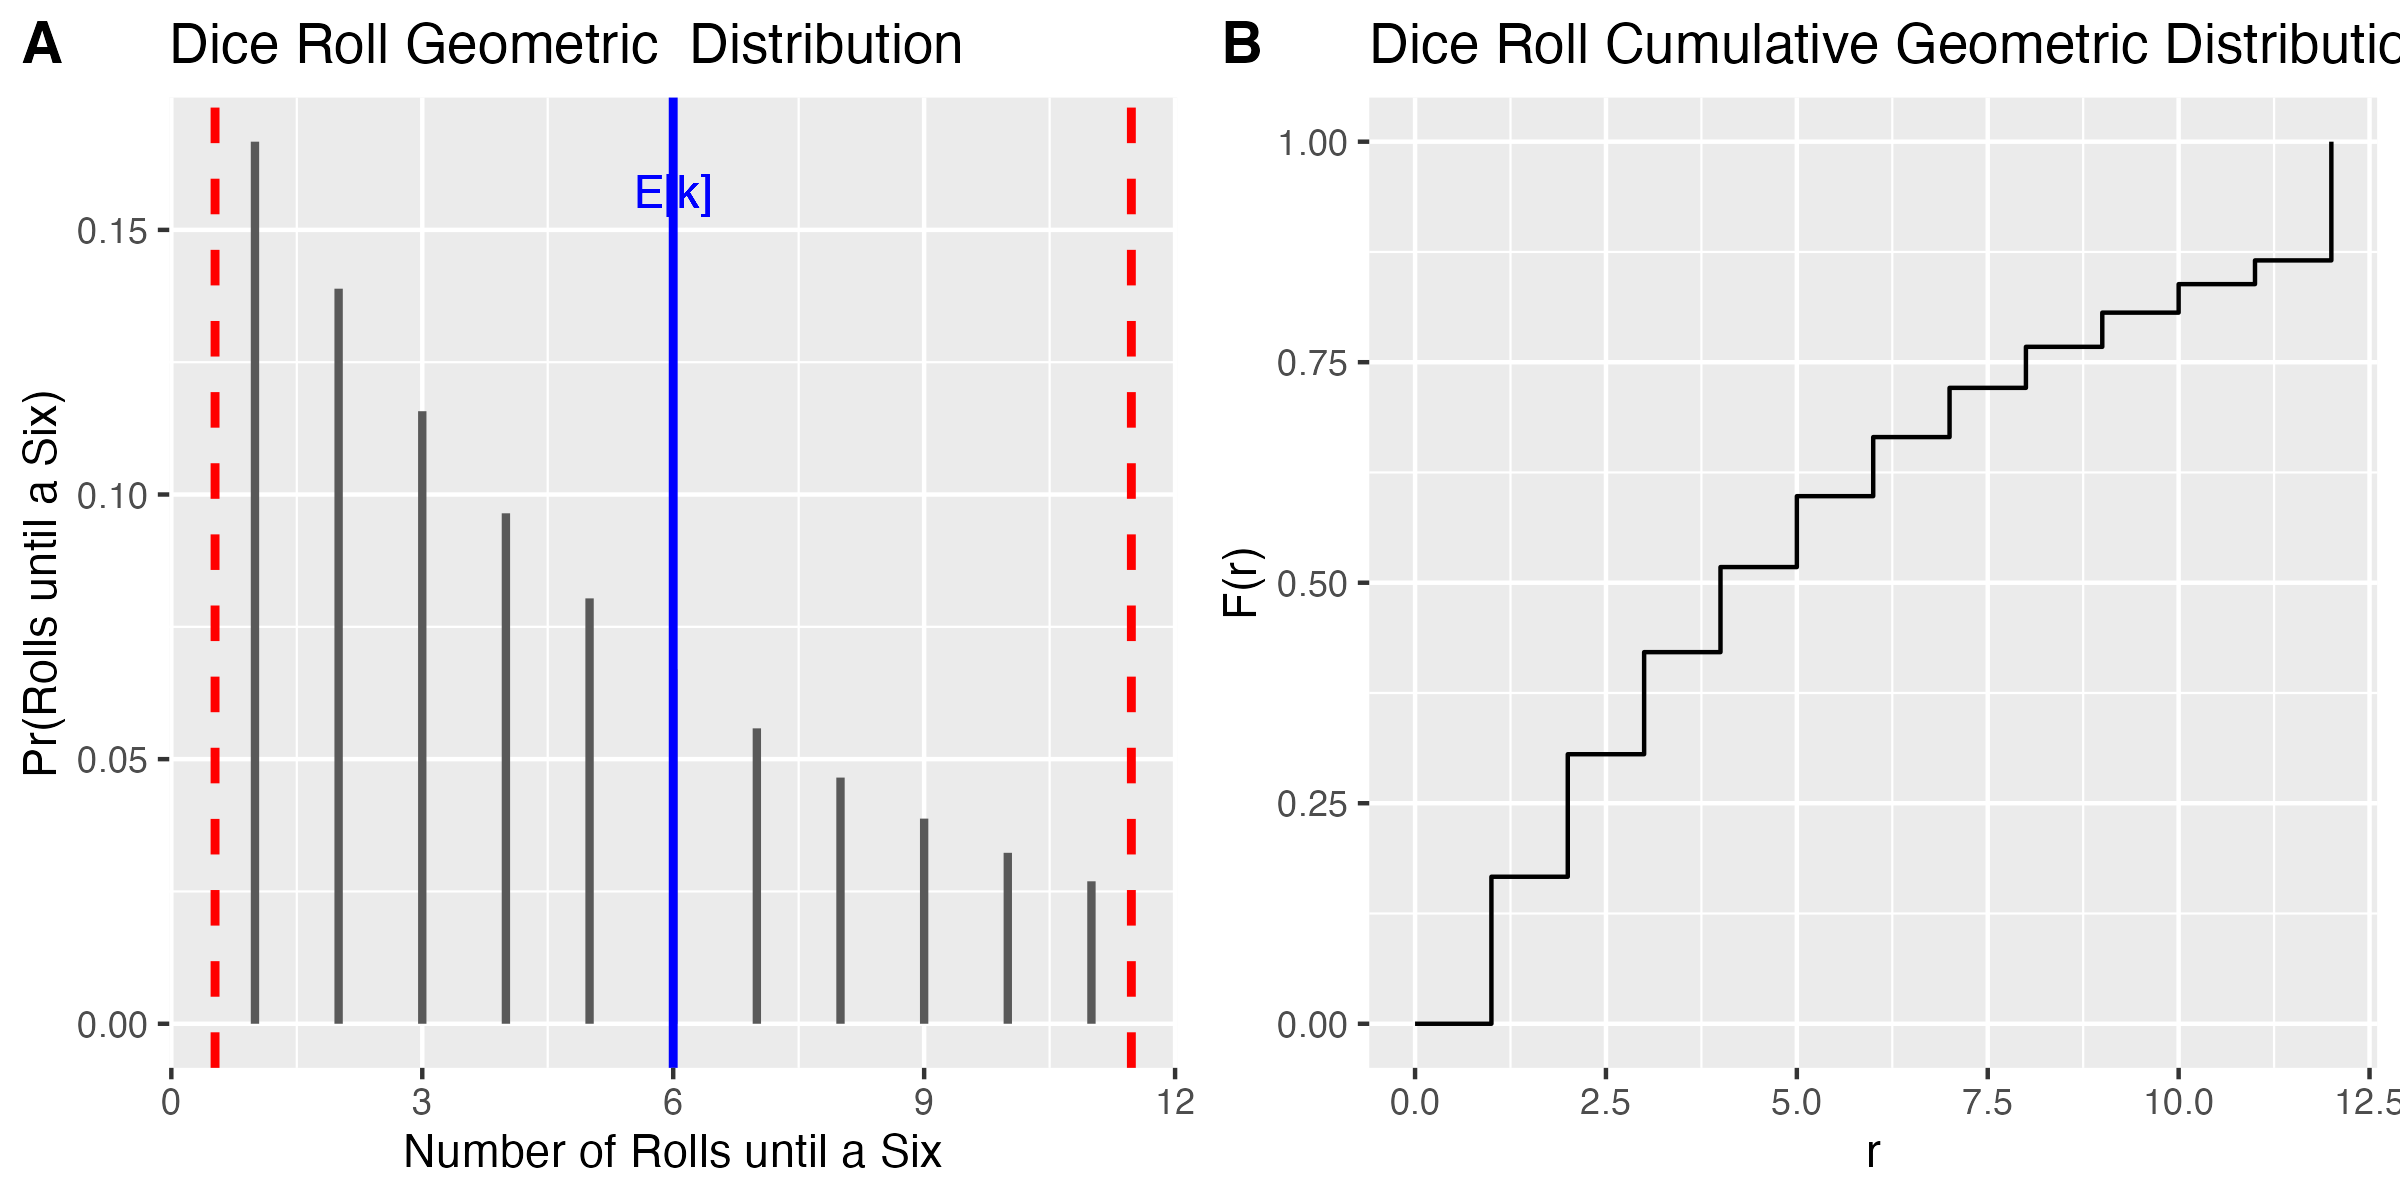 A
Dice Roll Geometric  Distribution
E[k]
0.15
0.10
0.05
0.00
Pr(Rolls until a Six)
0 3 6 9 12
Number of Rolls until a Six
B
Dice Roll Cumulative Geometric Distributio
1.00
0.75
0.50
0.25
0.00
F(r)
0.0 2.5 5.0 7.5 10.0 12.5
r